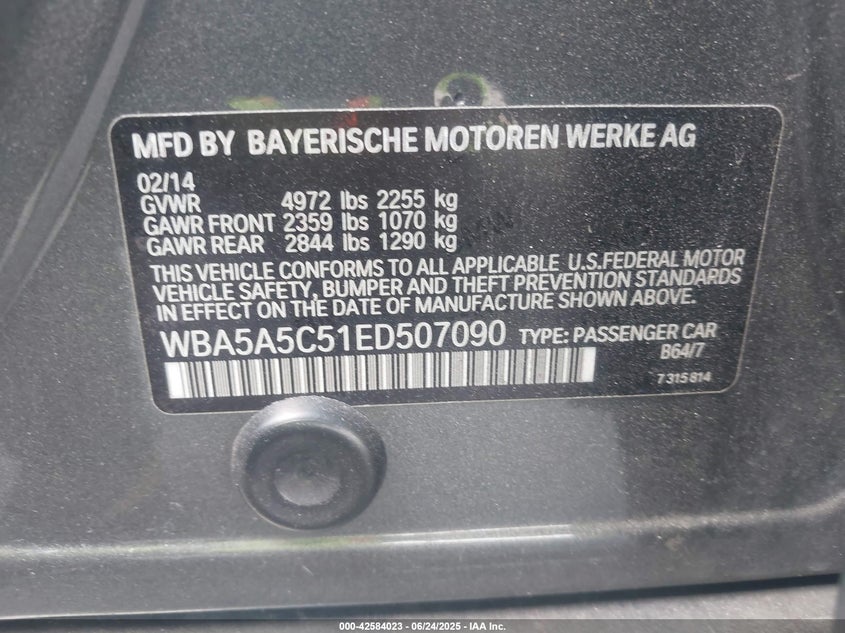 MFD BY BAYERISCHE MOTOREN WERKE AG
02/14
GVWR 4972 lbs 2255 kg
GAWR FRONT 2359 lbs 1070 kg
GAWR REAR 2844 lbs 1290 kg
THIS VEHICLE CONFORMS TO ALL APPLICABLE U.S.FEDERAL MOTOR
VEHICLE SAFETY, BUMPER AND THEFT PREVENTION STANDARDS
IN EFFECT ON THE DATE OF MANUFACTURE SHOWN ABOVE.
WBA5A5C51ED507090 TYPE: PASSENGER CAR
B64/7
7 315 814
000-42584023 - 06/24/2025 - IAA Inc.